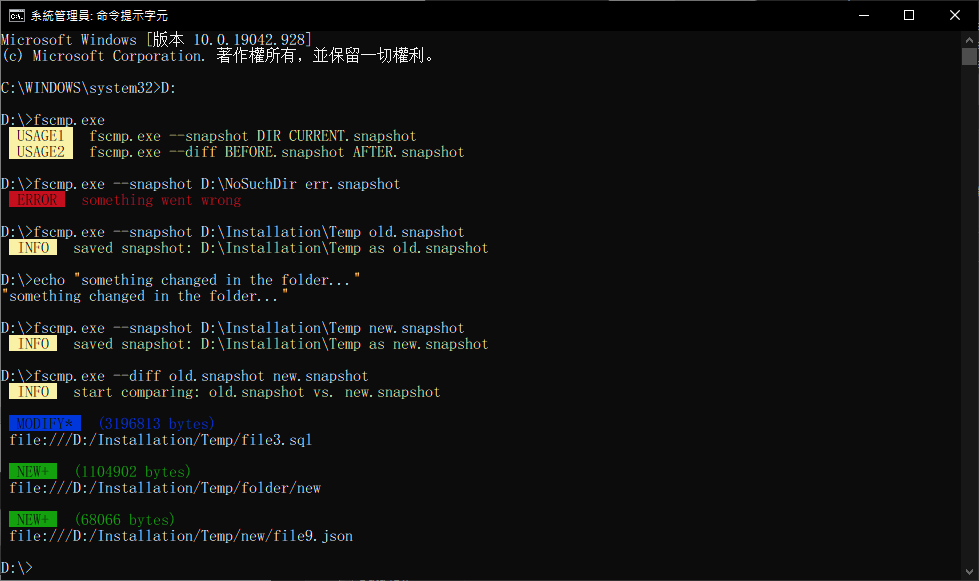 系統管理員: 命令提示字元
Microsoft Windows [版本 10.0.19042.928]
(c) Microsoft Corporation. 著作權所有，並保留一切權利。
C:\WINDOWS\system32>D:
D:\>fscmp.exe
USAGE1 fscmp.exe --snapshot DIR CURRENT.snapshot
USAGE2 fscmp.exe --diff BEFORE.snapshot AFTER.snapshot
D:\>fscmp.exe --snapshot D:\NoSuchDir err.snapshot
ERROR something went wrong
D:\>fscmp.exe --snapshot D:\Installation\Temp old.snapshot
INFO saved snapshot: D:\Installation\Temp as old.snapshot
D:\>echo "something changed in the folder..."
"something changed in the folder..."
D:\>fscmp.exe --snapshot D:\Installation\Temp new.snapshot
INFO saved snapshot: D:\Installation\Temp as new.snapshot
D:\>fscmp.exe --diff old.snapshot new.snapshot
INFO start comparing: old.snapshot vs. new.snapshot
MODIFY* (3196813 bytes)
file:///D:/Installation/Temp/file3.sql
NEW+ (1104902 bytes)
file:///D:/Installation/Temp/folder/new
NEW+ (68066 bytes)
file:///D:/Installation/Temp/new/file9.json
D:\>